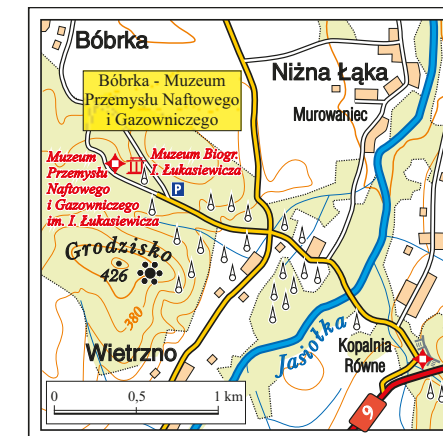 Bóbrka
Bóbrka - Muzeum
Przemysłu Naftowego
i Gazowniczego
Niżna Łąka
Murowaniec
Muzeum
Przemysłu
Naftowego
i Gazowniczego
im. I. Łukasiewicza
Muzeum Biogr.
I. Łukasiewicza
P
Grodzisko
426
380
Wietrzno
Jasiołka
Kopalnia
Równe
0 0,5 1 km
9